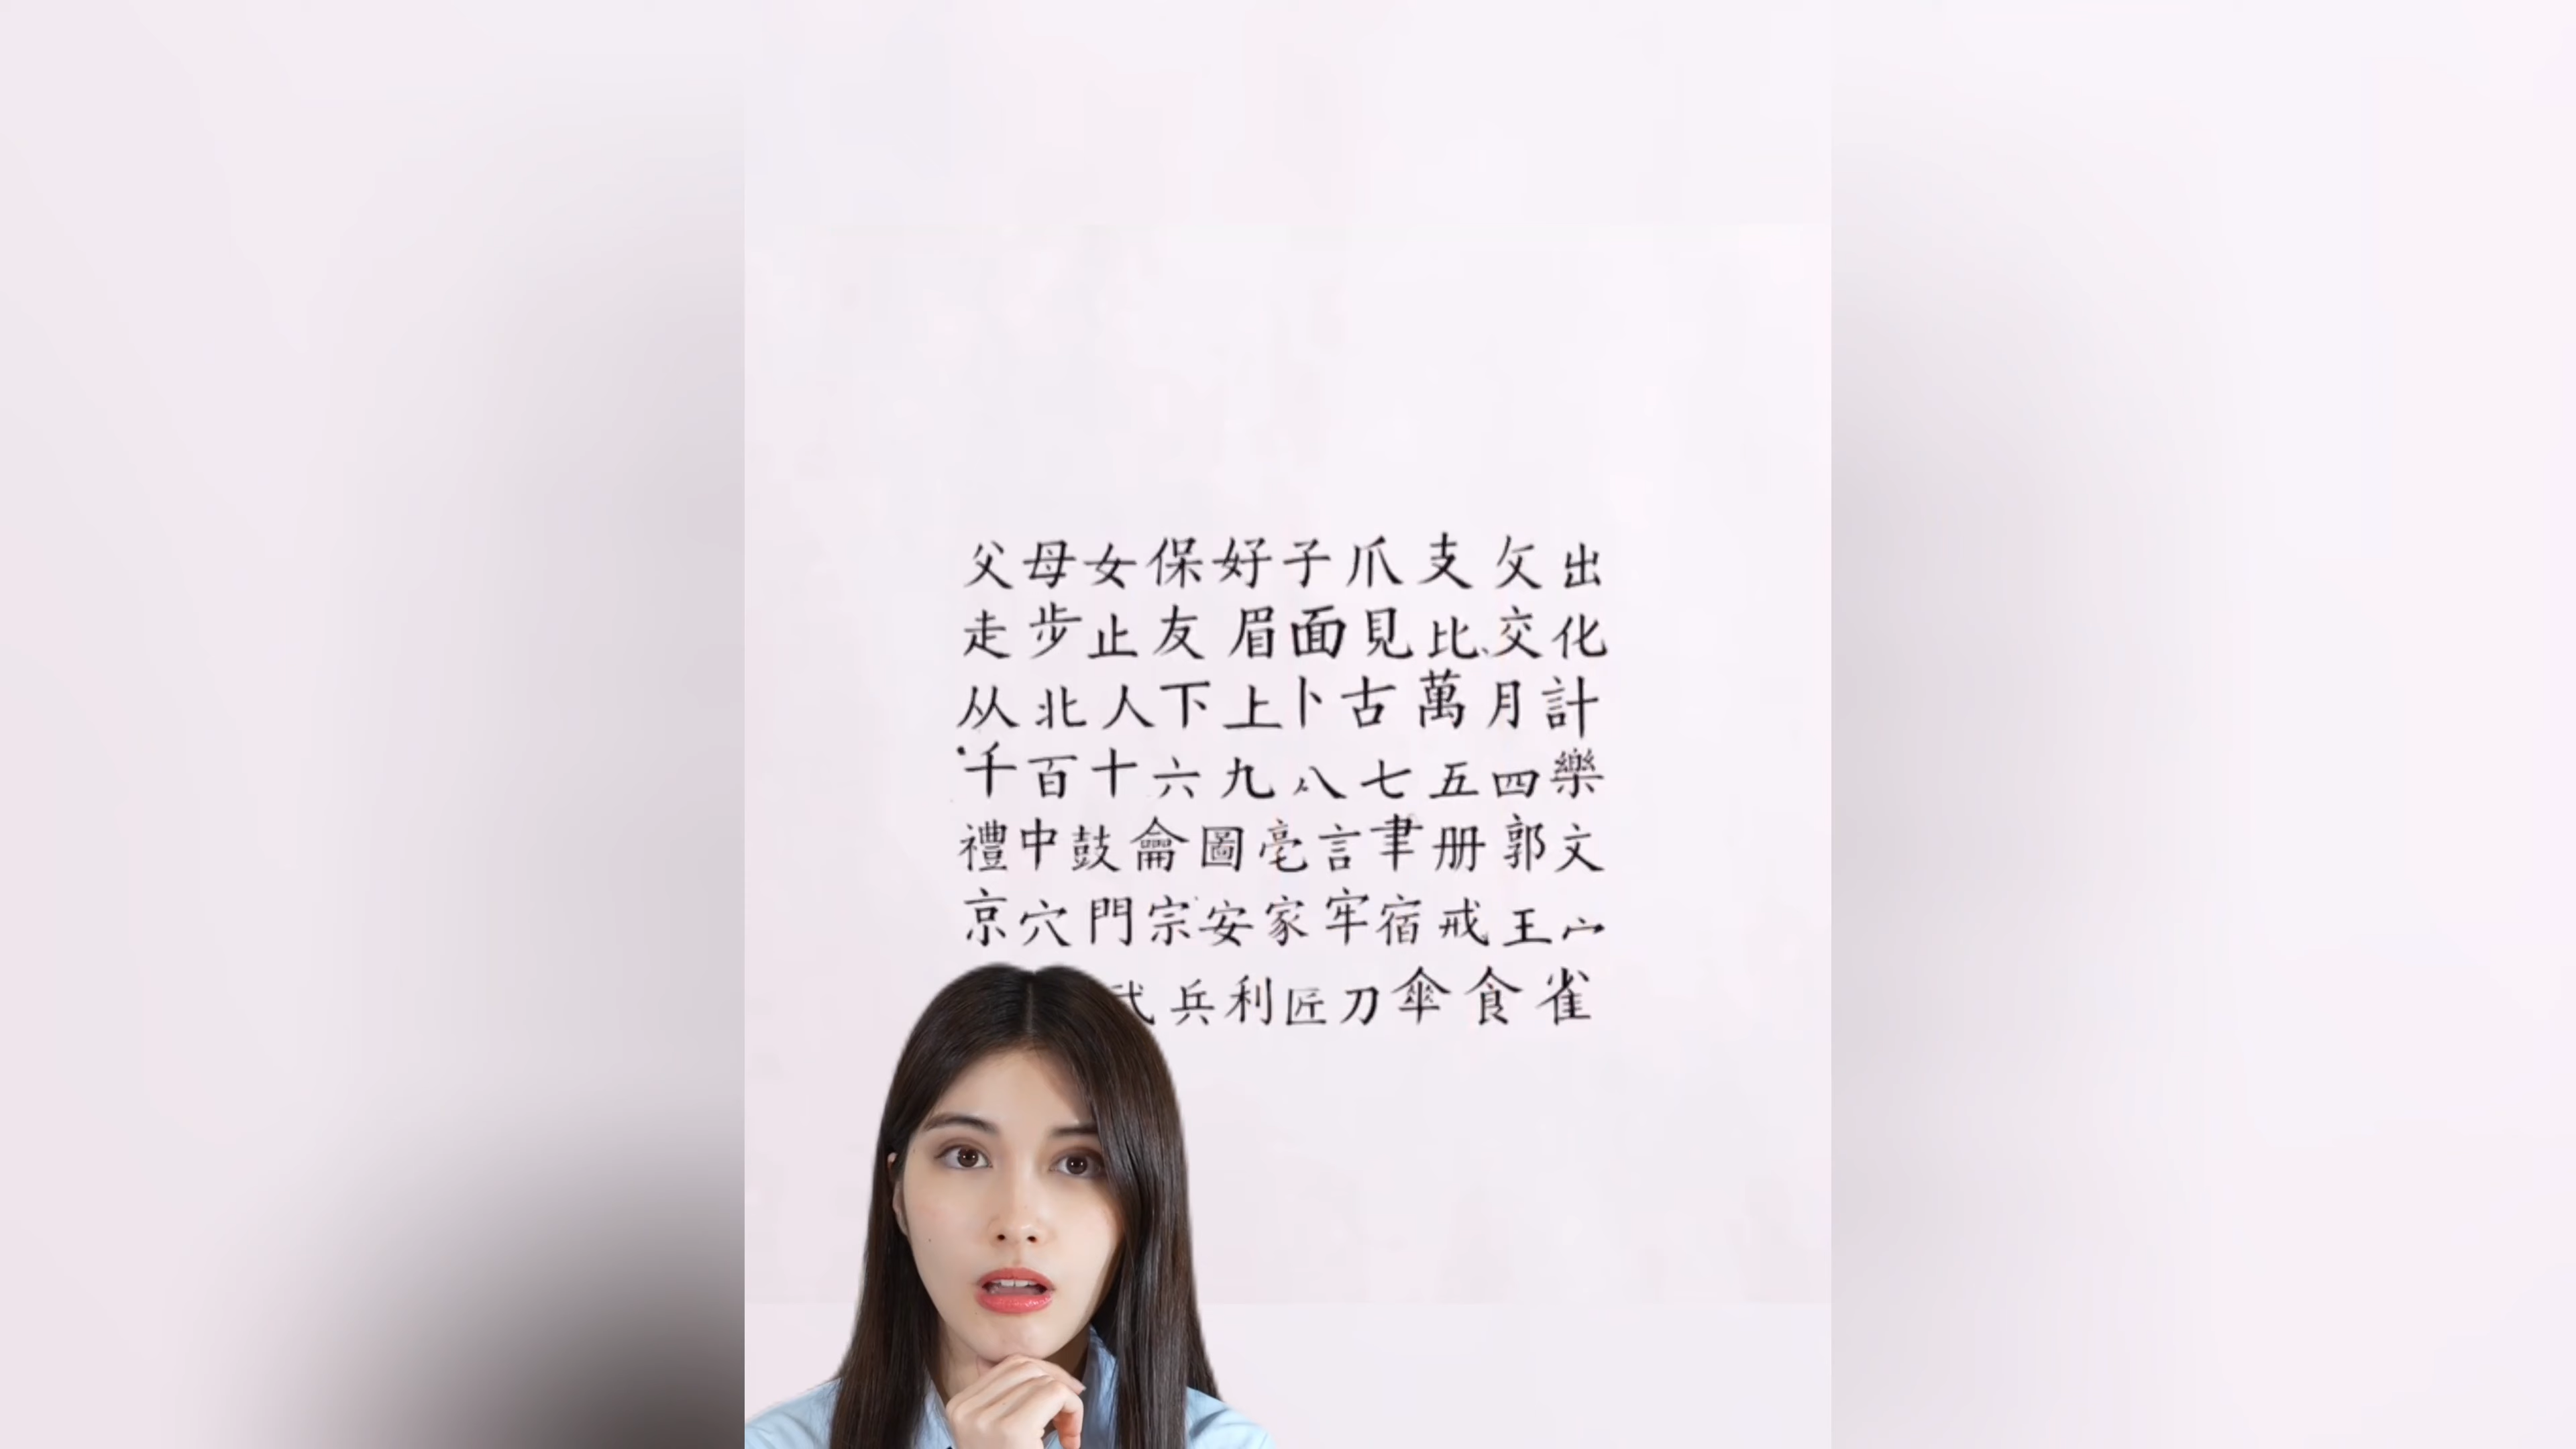 父母女保好子爪支攵出
走步止友眉面見比交化
从北人下上卜古萬月計
千百十六九八七五四樂
禮中鼓龠圖亳言聿册郭文
京穴門宗安家牢宿戒王宀
兵利匠刀傘食雀